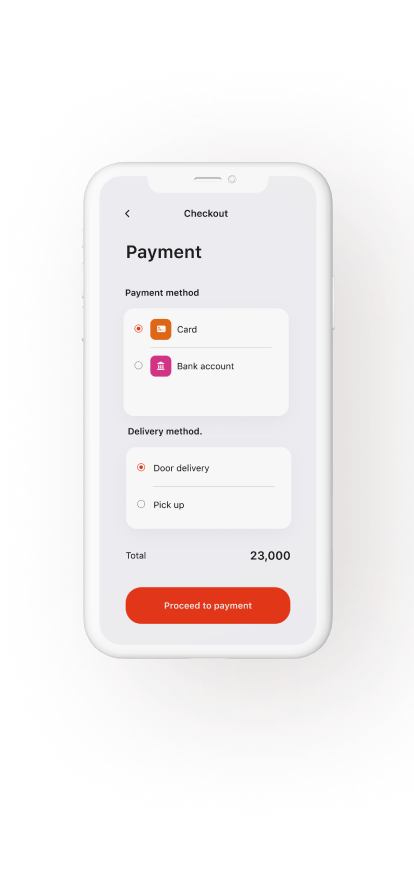 Checkout
Payment
Payment method
Card
Bank account
Delivery method.
Door delivery
Pick up
Total 23,000
Proceed to payment